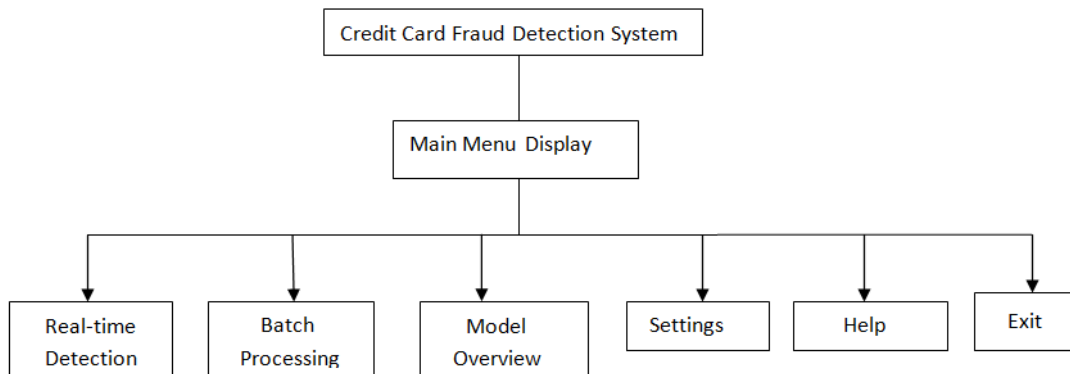 Credit Card Fraud Detection System
Main Menu Display
Real-time
Detection
Batch
Processing
Model
Overview
Settings
Help
Exit